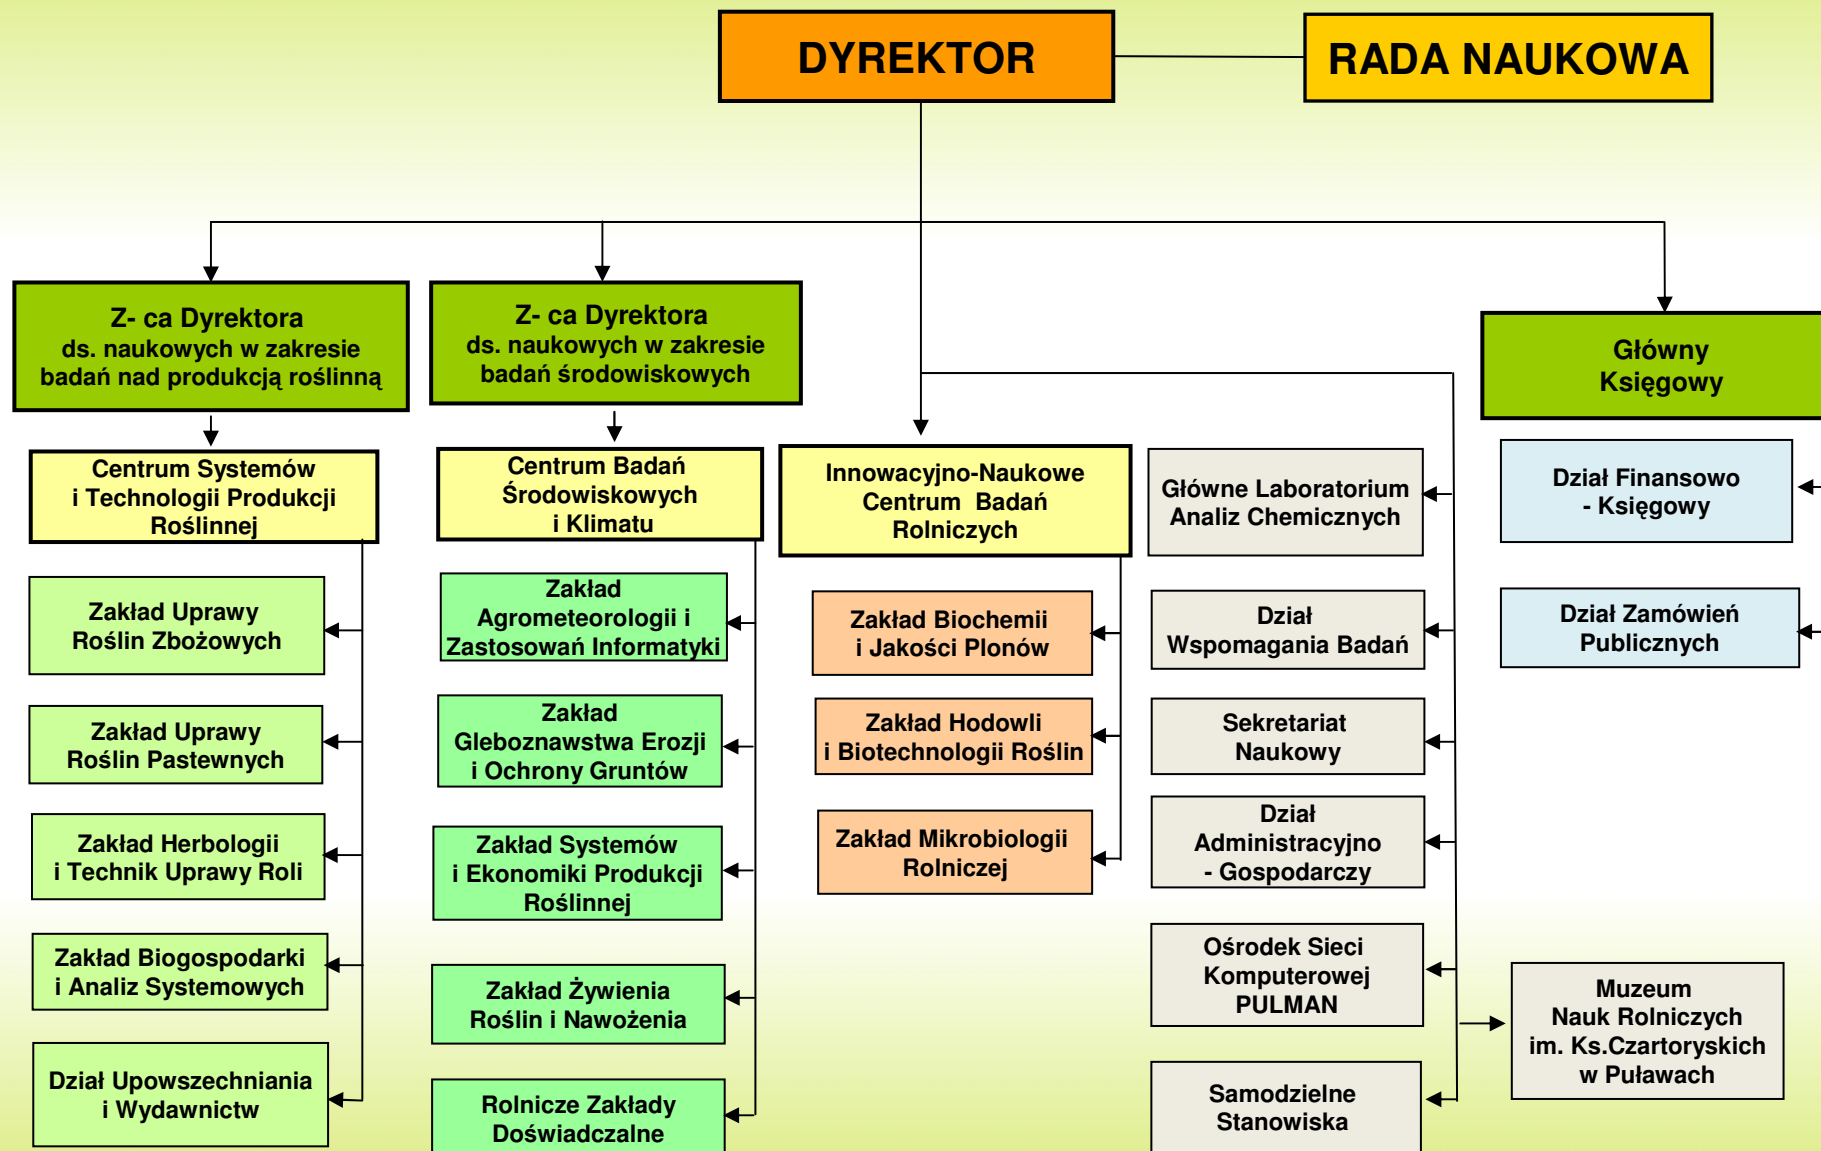 DYREKTOR
RADA NAUKOWA
Z- ca Dyrektora
ds. naukowych w zakresie
badań nad produkcją roślinną
Z- ca Dyrektora
ds. naukowych w zakresie
badań środowiskowych
Główny
Księgowy
Centrum Systemów
i Technologii Produkcji
Roślinnej
Zakład Uprawy
Roślin Zbożowych
Zakład Uprawy
Roślin Pastewnych
Zakład Herbologii
i Technik Uprawy Roli
Zakład Biogospodarki
i Analiz Systemowych
Dział Upowszechniania
i Wydawnictw
Centrum Badań
Środowiskowych
i Klimatu
Zakład
Agrometeorologii i
Zastosowań Informatyki
Zakład
Gleboznawstwa Erozji
i Ochrony Gruntów
Zakład Systemów
i Ekonomiki Produkcji
Roślinnej
Zakład Żywienia
Roślin i Nawożenia
Rolnicze Zakłady
Doświadczalne
Innowacyjno-Naukowe
Centrum Badań
Rolniczych
Zakład Biochemii
i Jakości Plonów
Zakład Hodowli
i Biotechnologii Roślin
Zakład Mikrobiologii
Rolniczej
Główne Laboratorium
Analiz Chemicznych
Dział
Wspomagania Badań
Sekretariat
Naukowy
Dział
Administracyjno
- Gospodarczy
Ośrodek Sieci
Komputerowej
PULMAN
Samodzielne
Stanowiska
Dział Finansowo
- Księgowy
Dział Zamówień
Publicznych
Muzeum
Nauk Rolniczych
im. Ks.Czartoryskich
w Puławach